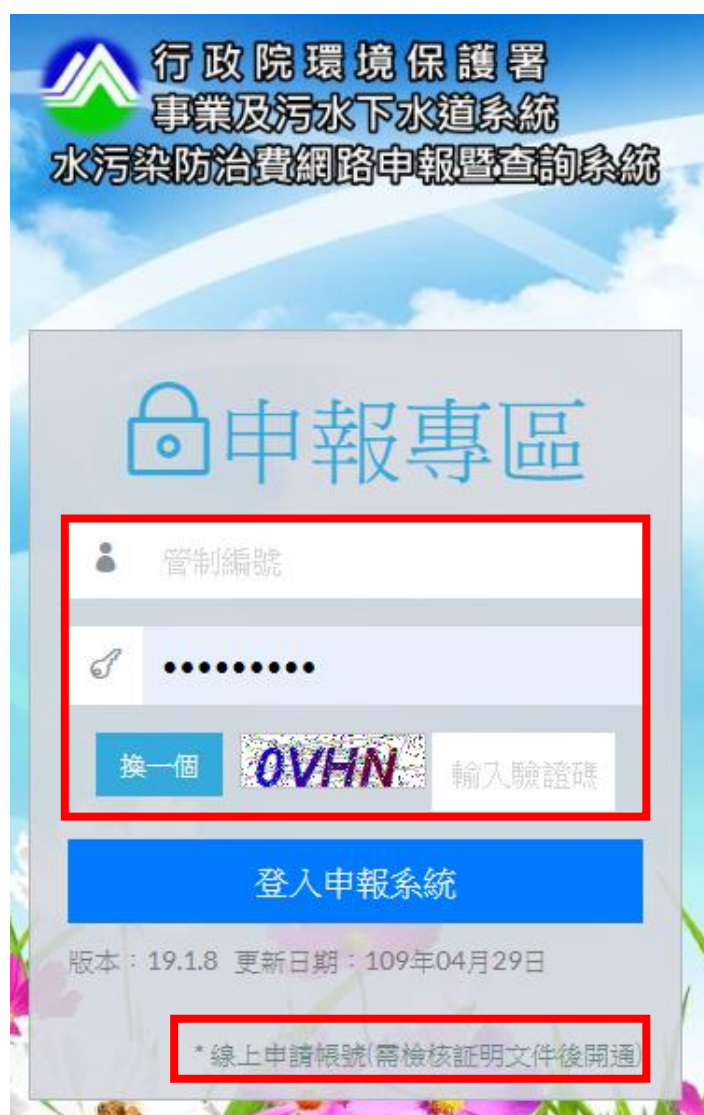 行政院環境保護署
事業及污水下水道系統
水污染防治費網路申報暨查詢系統
申報專區
管制編號
•••••••••
換一個 0VHN 輸入驗證碼
登入申報系統
版本：19.1.8 更新日期：109年04月29日
*線上申請帳號(需檢核証明文件後開通)